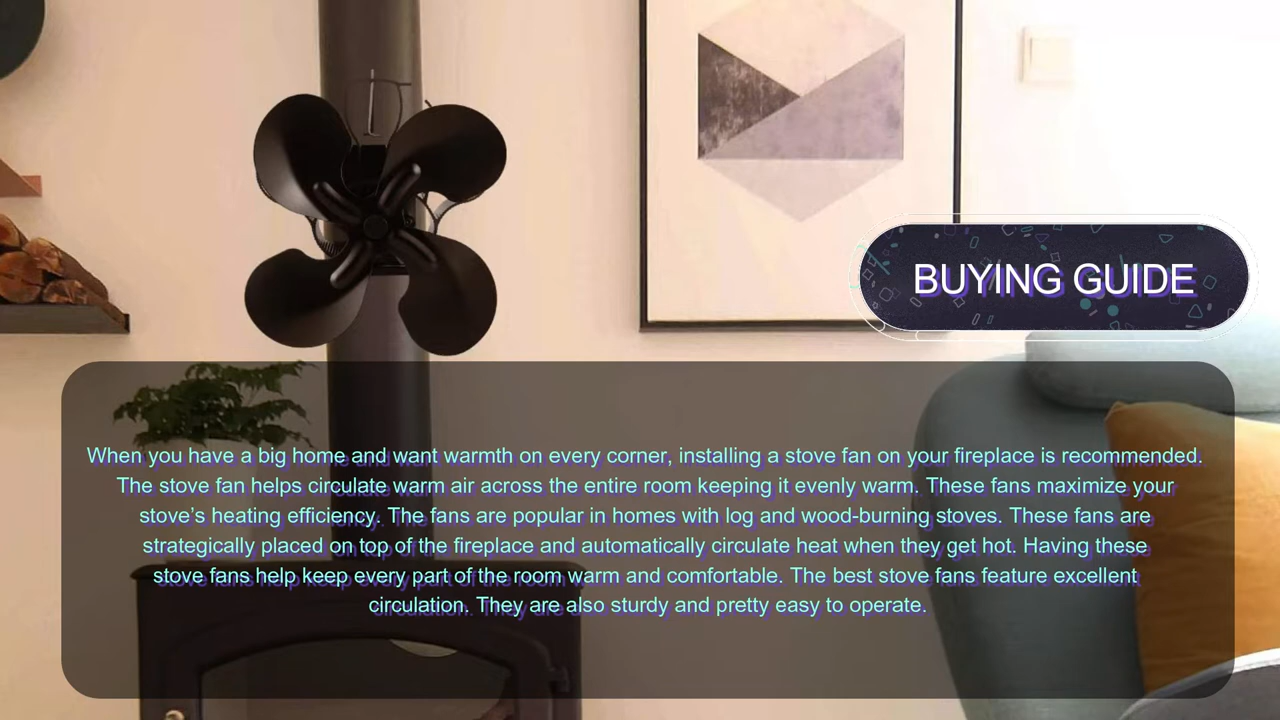 BUYING GUIDE
When you have a big home and want warmth on every corner, installing a stove fan on your fireplace is recommended.
The stove fan helps circulate warm air across the entire room keeping it evenly warm. These fans maximize your
stove’s heating efficiency. The fans are popular in homes with log and wood-burning stoves. These fans are
strategically placed on top of the fireplace and automatically circulate heat when they get hot. Having these
stove fans help keep every part of the room warm and comfortable. The best stove fans feature excellent
circulation. They are also sturdy and pretty easy to operate.